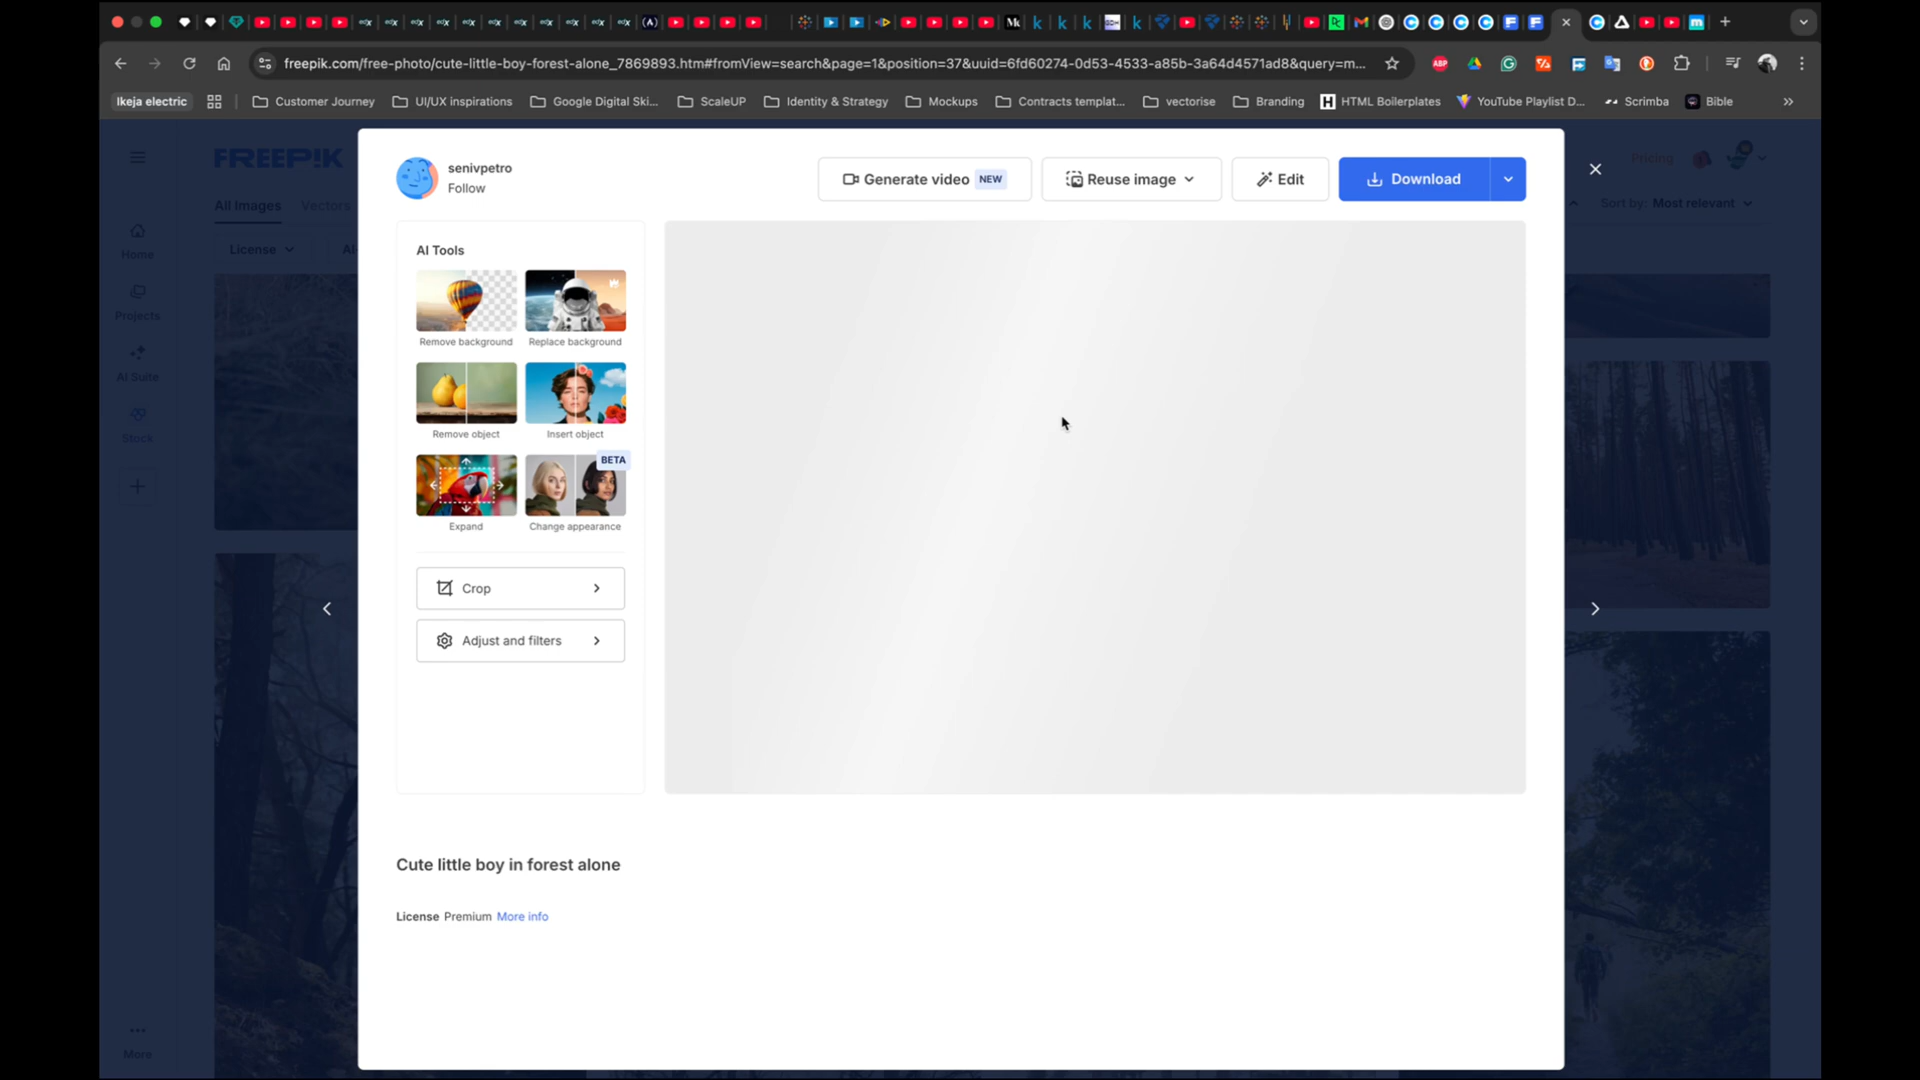 freepik.com/free-photo/cute-little-boy-forest-alone_7869893.htm#fromView=search&page=1&position=37&uuid=6fd60274-0d53-4533-a85b-3a64d4571ad8&query=m...
Ikeja electric
Customer Journey
UI/UX inspirations
Google Digital Ski...
ScaleUP
Identity & Strategy
Mockups
Contracts templat...
vectorise
Branding
HTML Boilerplates
YouTube Playlist D...
Scrimba
Bible
FREEPIK
Pricing
senivpetro
Follow
Generate video NEW
Reuse image
Edit
Download
All images
Vectors
Sort by: Most relevant
License
AI
AI Tools
Home
Projects
AI Suite
Stock
More
Remove background
Replace background
Remove object
Insert object
BETA
Expand
Change appearance
Crop
Adjust and filters
Cute little boy in forest alone
License Premium More info